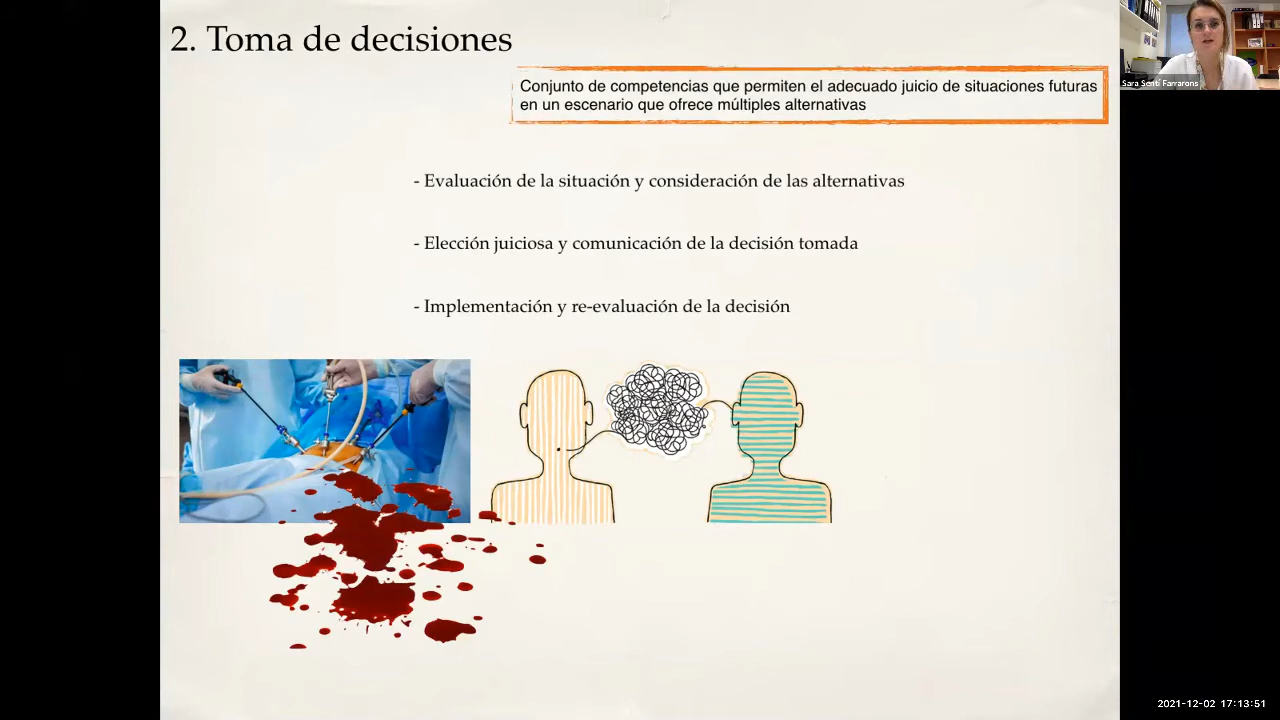 2. Toma de decisiones
Conjunto de competencias que permiten el adecuado juicio de situaciones futuras
en un escenario que ofrece múltiples alternativas
Sara Sentí Farrarons
- Evaluación de la situación y consideración de las alternativas
- Elección juiciosa y comunicación de la decisión tomada
- Implementación y re-evaluación de la decisión
2021-12-02 17:13:51